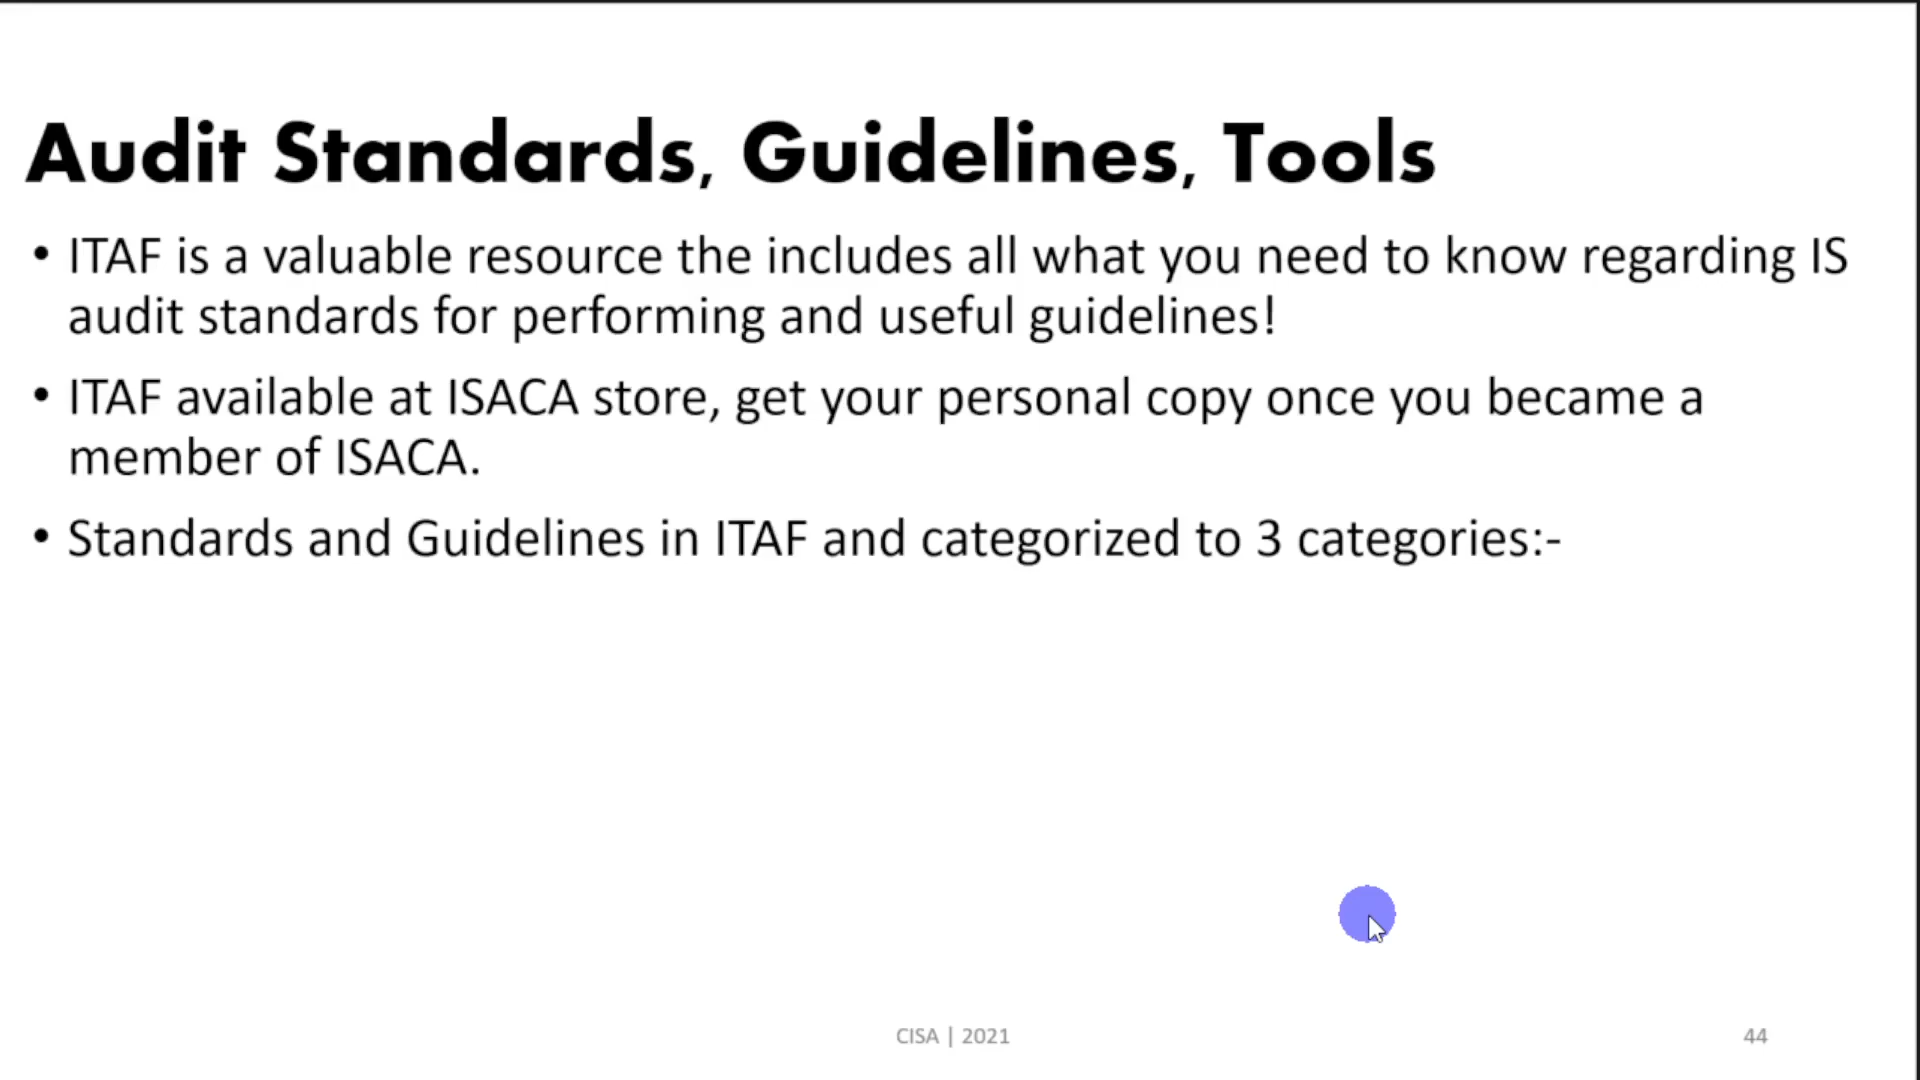 Audit Standards, Guidelines, Tools
• ITAF is a valuable resource the includes all what you need to know regarding IS
audit standards for performing and useful guidelines!
• ITAF available at ISACA store, get your personal copy once you became a
member of ISACA.
• Standards and Guidelines in ITAF and categorized to 3 categories:-
CISA | 2021
44